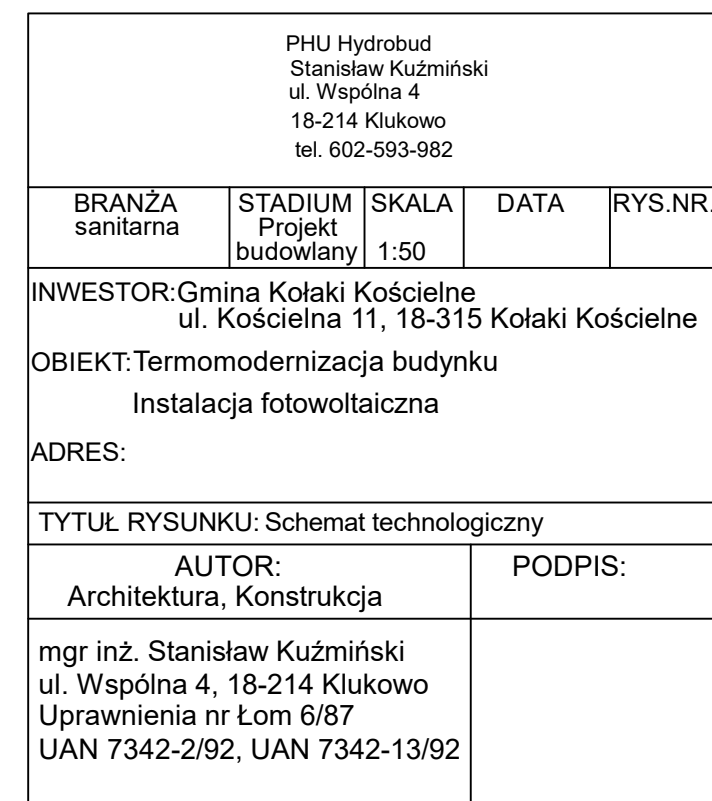 PHU Hydrobud
Stanisław Kuźmiński
ul. Wspólna 4
18-214 Klukowo
tel. 602-593-982
BRANŻA
sanitarna
STADIUM
Projekt
budowlany
SKALA
1:50
DATA
RYS.NR.
INWESTOR:Gmina Kołaki Kościelne
ul. Kościelna 11, 18-315 Kołaki Kościelne
OBIEKT:Termomodernizacja budynku
Instalacja fotowoltaiczna
ADRES:
TYTUŁ RYSUNKU: Schemat technologiczny
AUTOR:
Architektura, Konstrukcja
PODPIS:
mgr inż. Stanisław Kuźmiński
ul. Wspólna 4, 18-214 Klukowo
Uprawnienia nr Łom 6/87
UAN 7342-2/92, UAN 7342-13/92